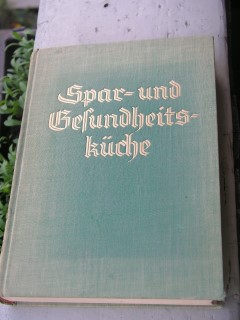 Spar- und
Geſundheits-
küche